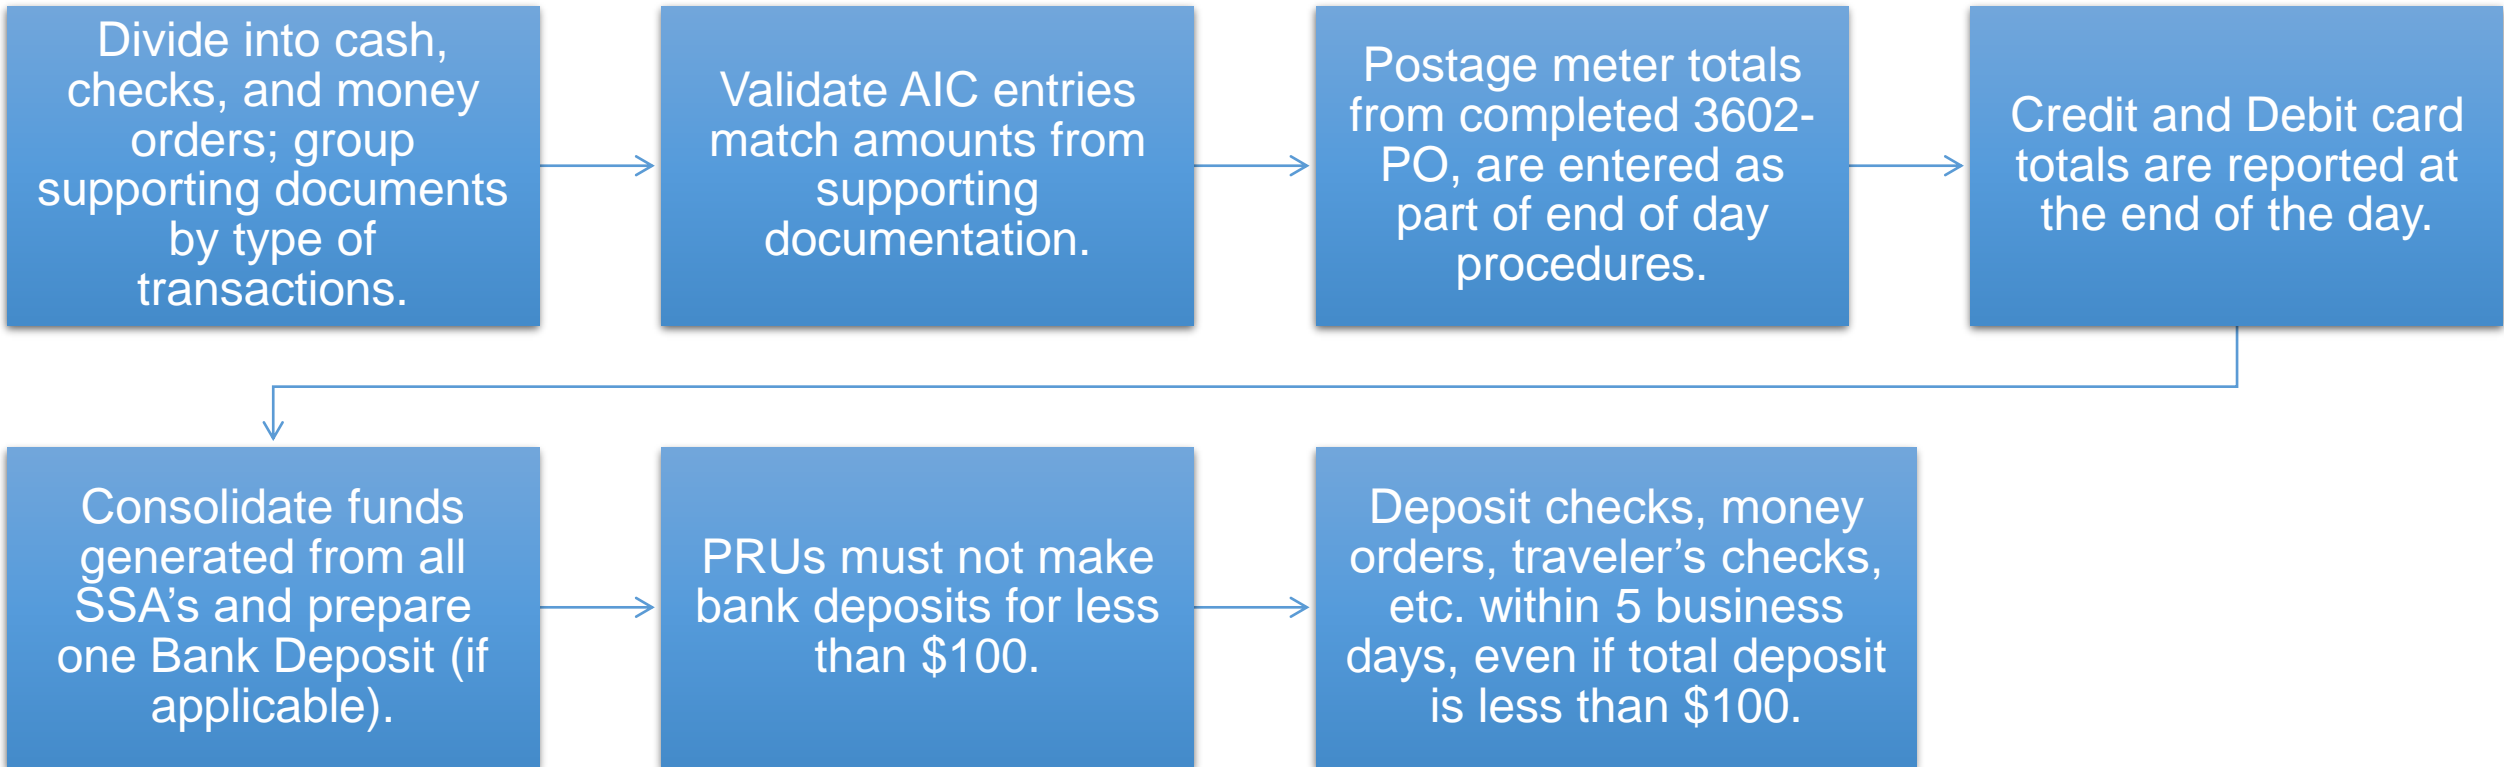 Divide into cash,
checks, and money
orders; group
supporting documents
by type of
transactions.
Validate AIC entries
match amounts from
supporting
documentation.
Postage meter totals
from completed 3602-
PO, are entered as
part of end of day
procedures.
Credit and Debit card
totals are reported at
the end of the day.
Consolidate funds
generated from all
SSA’s and prepare
one Bank Deposit (if
applicable).
PRUs must not make
bank deposits for less
than $100.
Deposit checks, money
orders, traveler’s checks,
etc. within 5 business
days, even if total deposit
is less than $100.